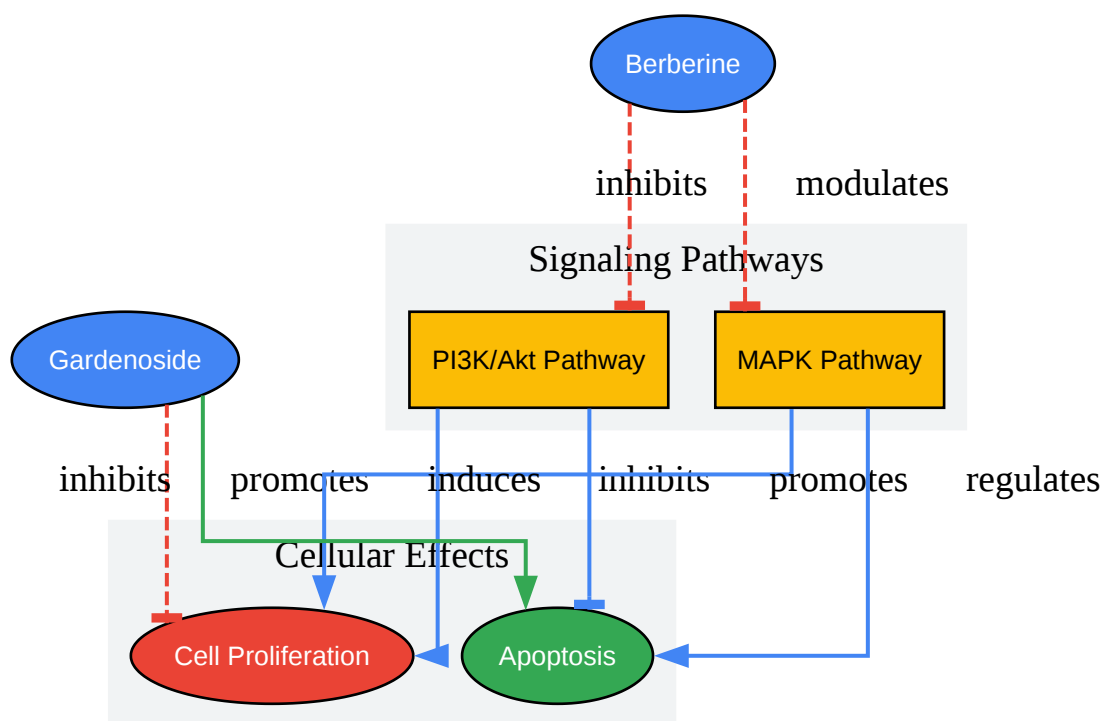 Berberine
inhibits modulates
Signaling Pathways
Gardenoside PI3K/Akt Pathway MAPK Pathway
inhibits promotes induces inhibits promotes regulates
Cellular Effects
Cell Proliferation Apoptosis